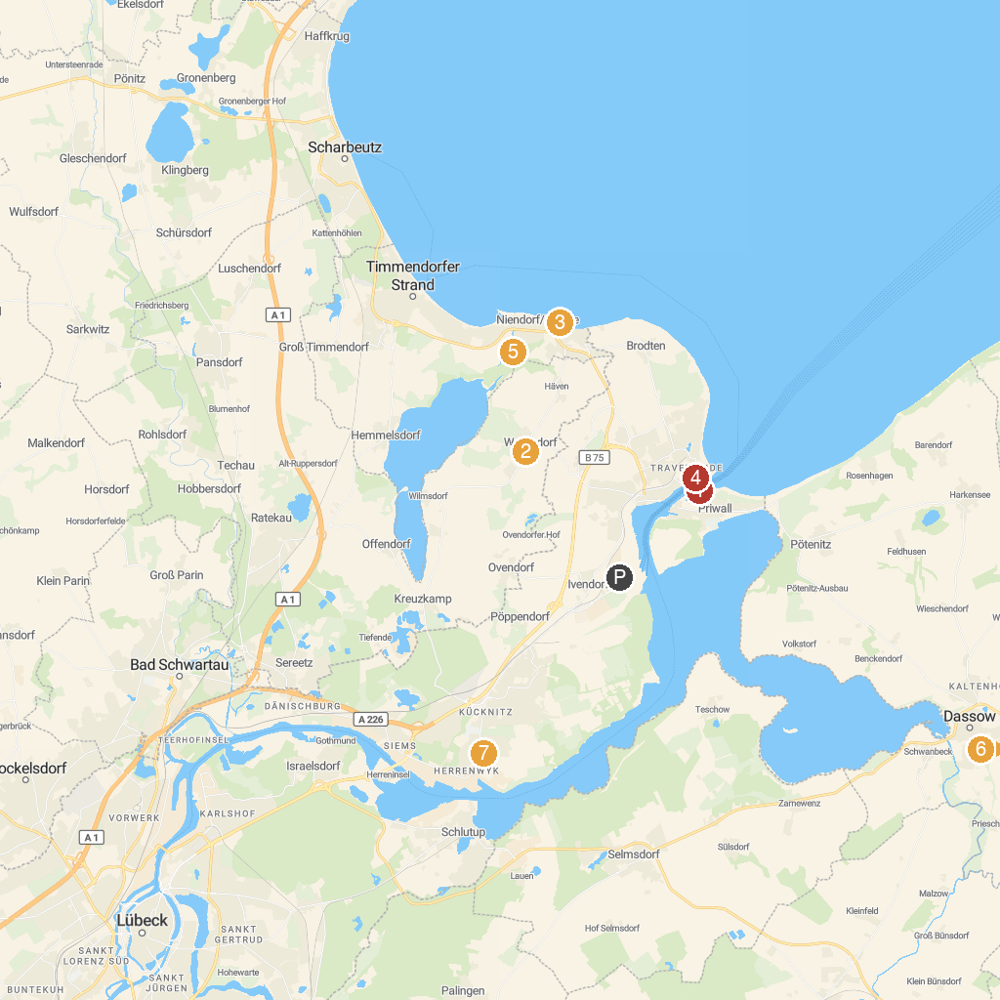 Ekelsdorf
Haffkrug
Untersteenrade
Pönitz
Gronenberg
Gronenberger Hof
Scharbeutz
Gleschendorf
Klingberg
Wulfsdorf
Schürsdorf
Kattenhöhlen
Luschendorf
Timmendorfer
Strand
Friedrichsberg
A 1
Niendorf/
3
Sarkwitz
Groß Timmendorf
5
Brodten
Pansdorf
Häven
Blumenhof
Rohlsdorf
Hemmelsdorf
Malkendorf
2
B 75
Barendorf
Techau
Alt-Ruppersdorf
4
Rosenhagen
Horsdorf
Hobbersdorf
Wilmsdorf
Harkensee
Priwall
Horsdorferfelde
Ratekau
Offendorf
Ovendorfer Hof
Pötenitz
Feldhusen
Klein Parin
Groß Parin
Ovendorf
P
Pötenitz-Ausbau
A 1
Kreuzkamp
Wieschendorf
Pöppendorf
Tiefende
Volkstorf
Sereetz
Benckendorf
Bad Schwartau
DÄNISCHBURG
KÜCKNITZ
Teschow
A 226
Dassow
TEERHOFINSEL
Gothmund
SIEMS
7
Schwanbeck
6
Israelsdorf
Herreninsel
HERRENWYK
Zarnewenz
VORWERK
KARLSHOF
A 1
Schlutup
Sülsdorf
Selmsdorf
Lauen
Malzow
Lübeck
Kleinfeld
SANKT
GERTRUD
Hof Selmsdorf
Groß Bünsdorf
SANKT
LORENZ SÜD
Hohewarte
SANKT
JÜRGEN
Klein Bünsdorf
BUNTEKUH
Palingen